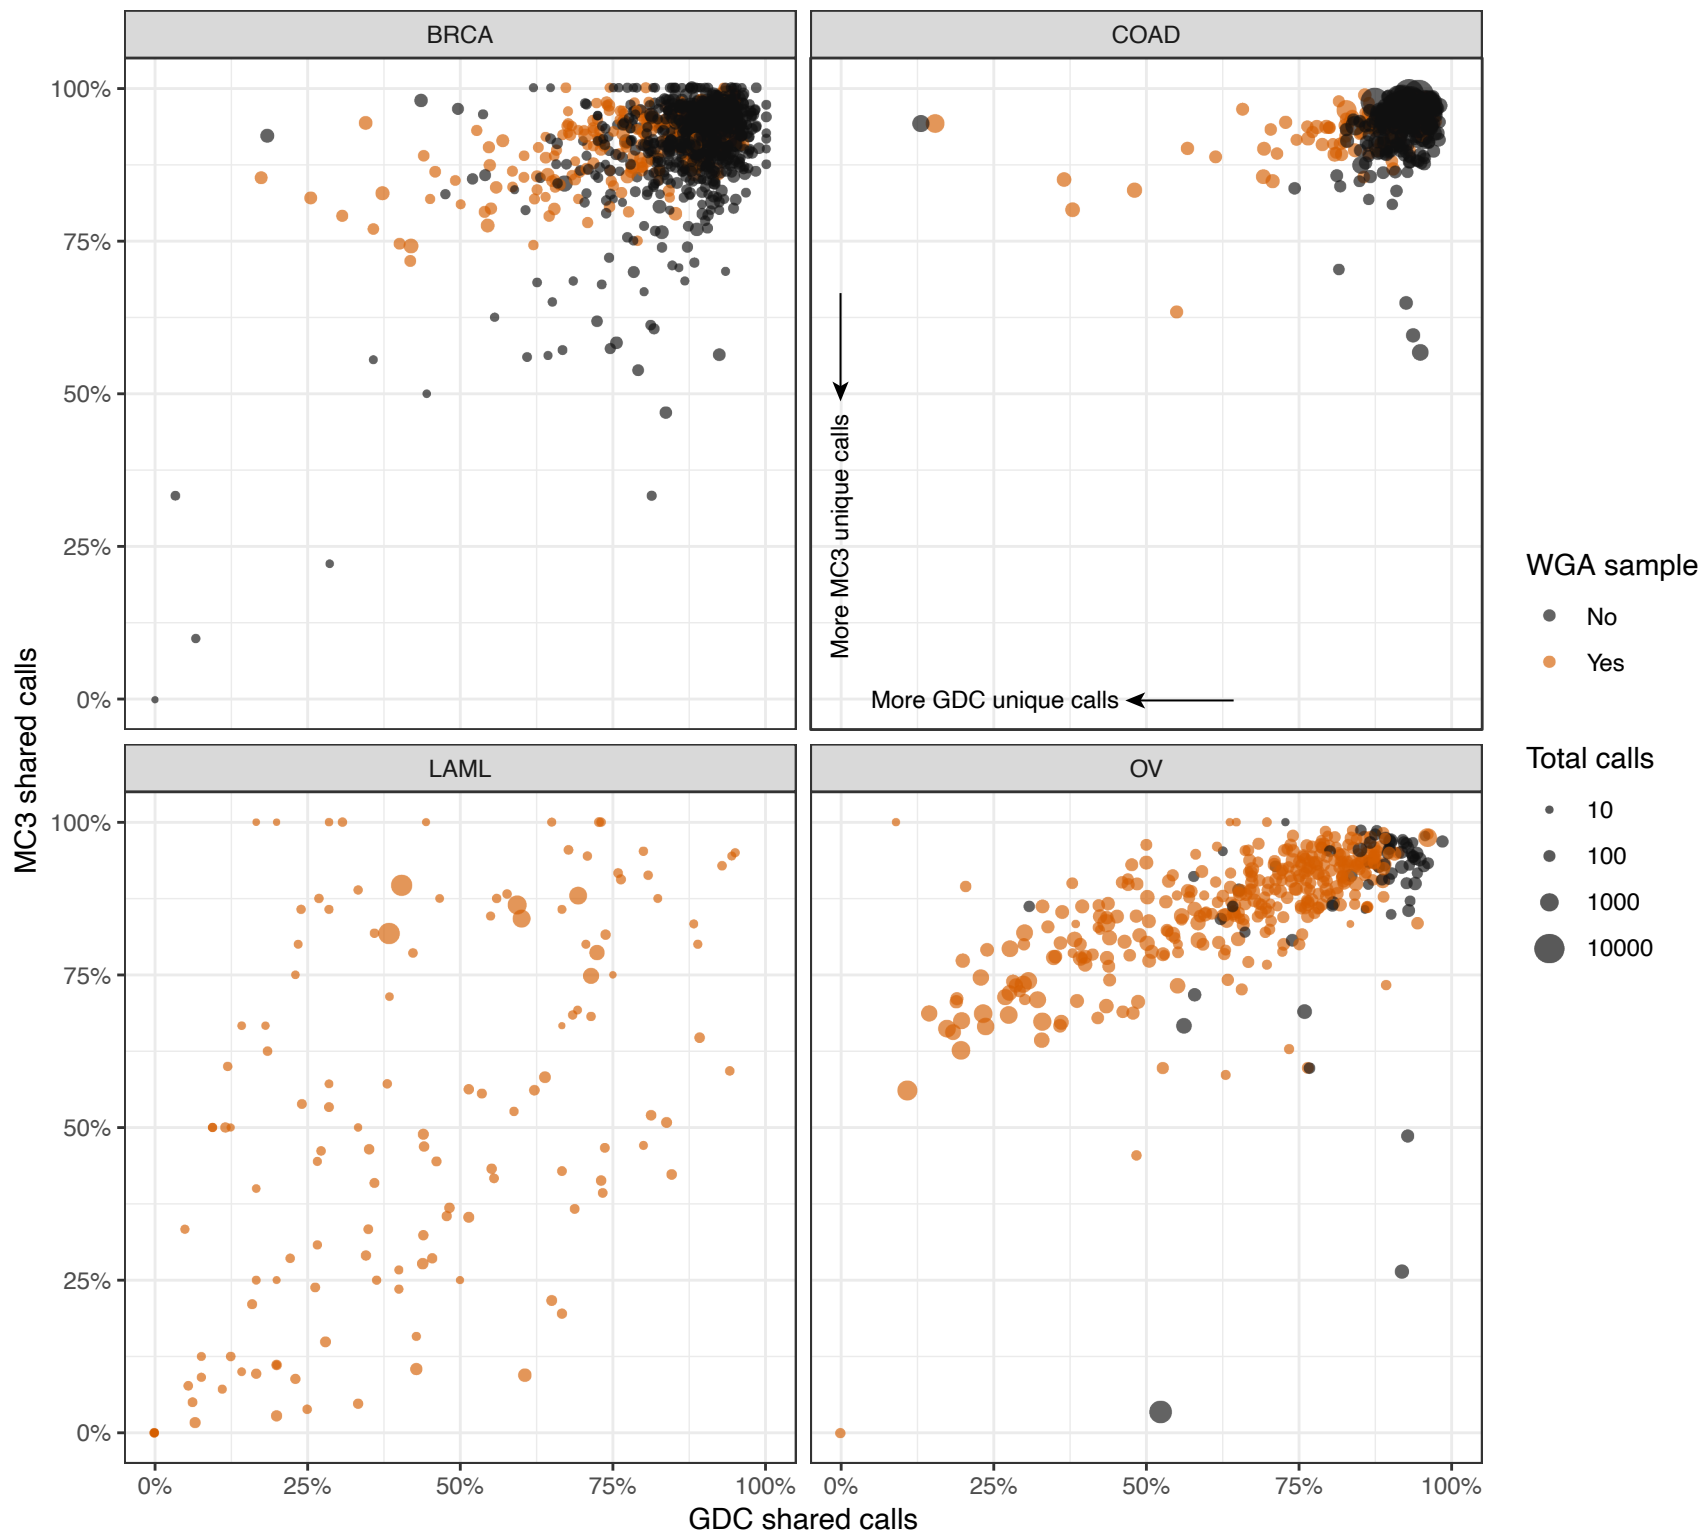 BRCA
COAD
100%
75%
50%
25%
0%
More MC3 unique calls
More GDC unique calls
LAML
OV
100%
75%
50%
25%
0%
0%
25%
50%
75%
100%
0%
25%
50%
75%
100%
MC3 shared calls
GDC shared calls
WGA sample
No
Yes
Total calls
10
100
1000
10000